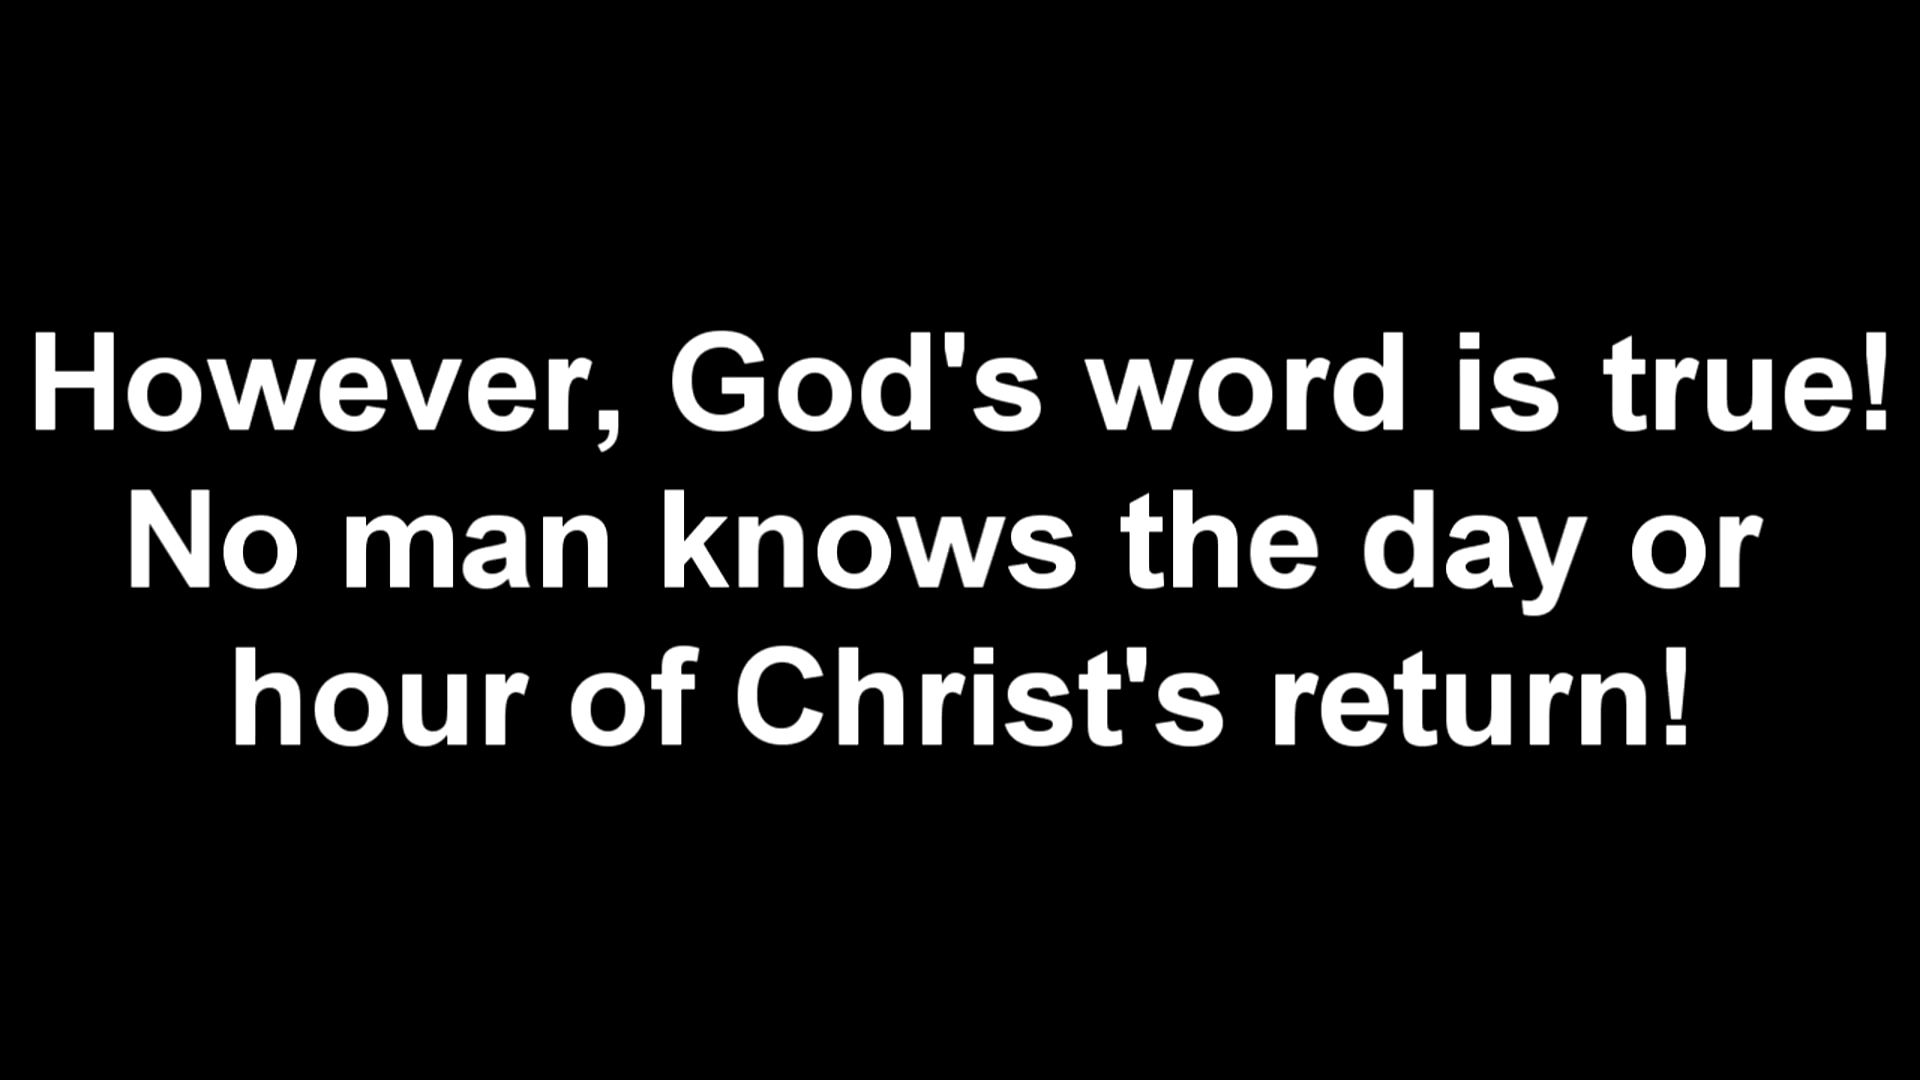 However, God's word is true!
No man knows the day or
hour of Christ's return!